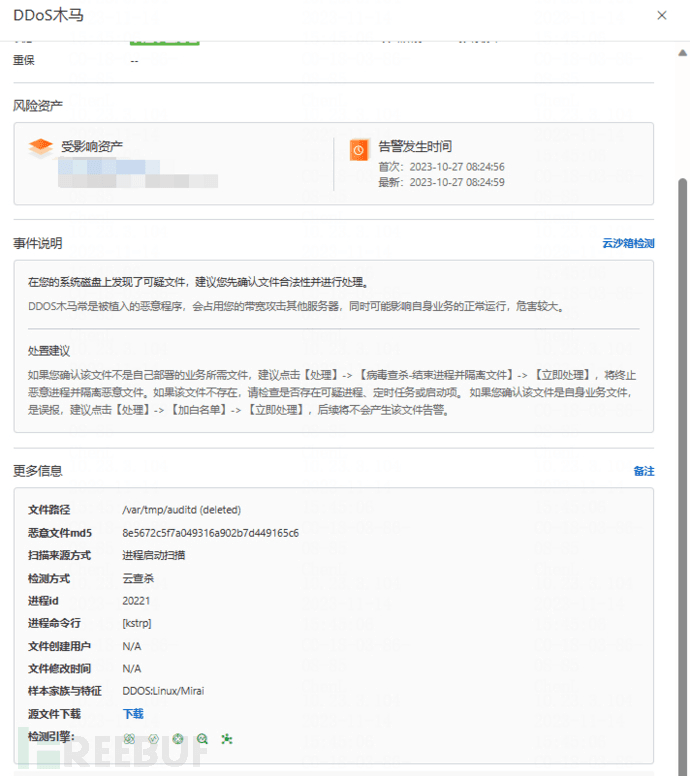 DDoS木马
重保
--
风险资产
受影响资产
告警发生时间
首次：2023-10-27 08:24:56
最新：2023-10-27 08:24:59
事件说明
云沙箱检测
在您的系统磁盘上发现了可疑文件，建议您先确认文件合法性并进行处理。
DDOS木马常是被植入的恶意程序，会占用您的带宽攻击其他服务器，同时可能影响自身业务的正常运行，危害较大。
处置建议
如果您确认该文件不是自己部署的业务所需文件，建议点击【处理】->【病毒查杀-结束进程并隔离文件】->【立即处理】，将终止
恶意进程并隔离恶意文件。如果该文件不存在，请检查是否存在可疑进程、定时任务或启动项。 如果您确认该文件是自身业务文件，
是误报，建议点击【处理】->【加白名单】->【立即处理】，后续将不会产生该文件告警。
更多信息
备注
文件路径 /var/tmp/auditd (deleted)
恶意文件md5 8e5672c5f7a049316a902b7d449165c6
扫描来源方式 进程启动扫描
检测方式 云查杀
进程id 20221
进程命令行 [kstrp]
文件创建用户 N/A
文件修改时间 N/A
样本家族与特征 DDOS:Linux/Mirai
源文件下载 下载
检测引擎：
FREEBUF